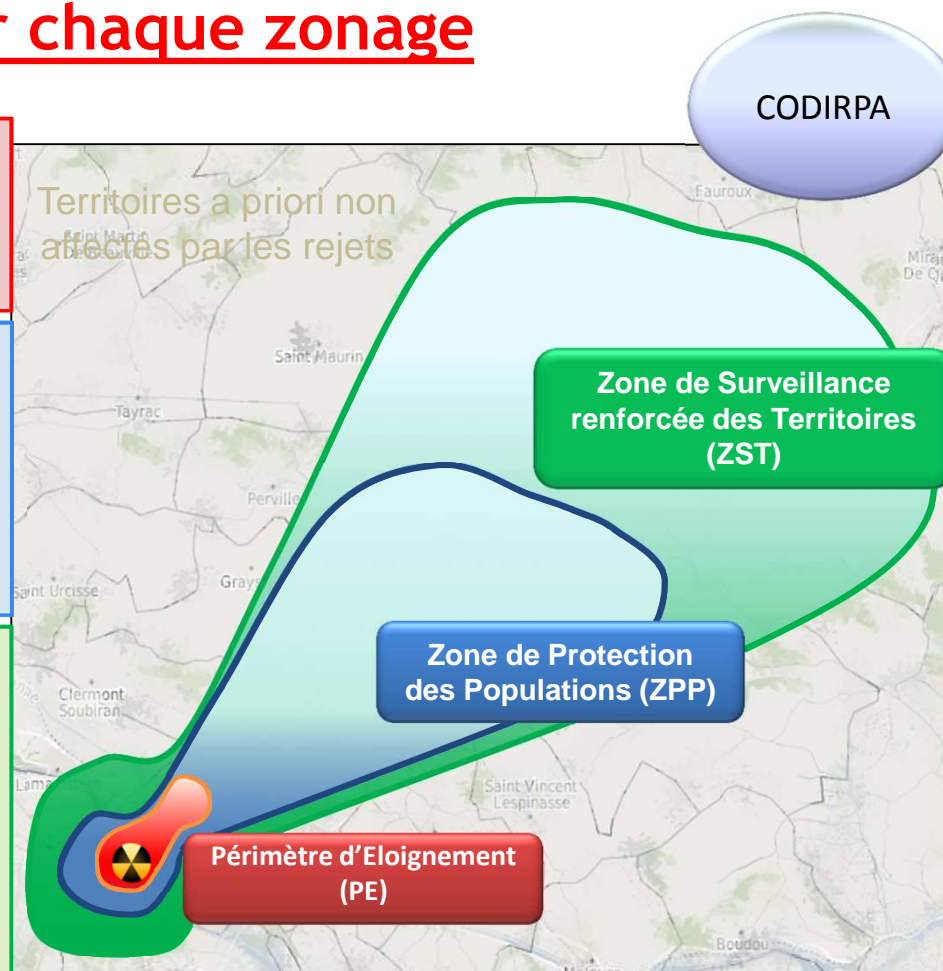 r chaque zonage
CODIRPA
Territoires a priori non
affectés par les rejets
Fauroux
Saint Maurin
Zone de Surveillance
renforcée des Territoires
(ZST)
Tayrac
Perville
Grays
Saint Urcisse
Zone de Protection
des Populations (ZPP)
Clermont
Soubiran
Saint Vincent
Lespinasse
Périmètre d’Eloignement
(PE)
Boudou